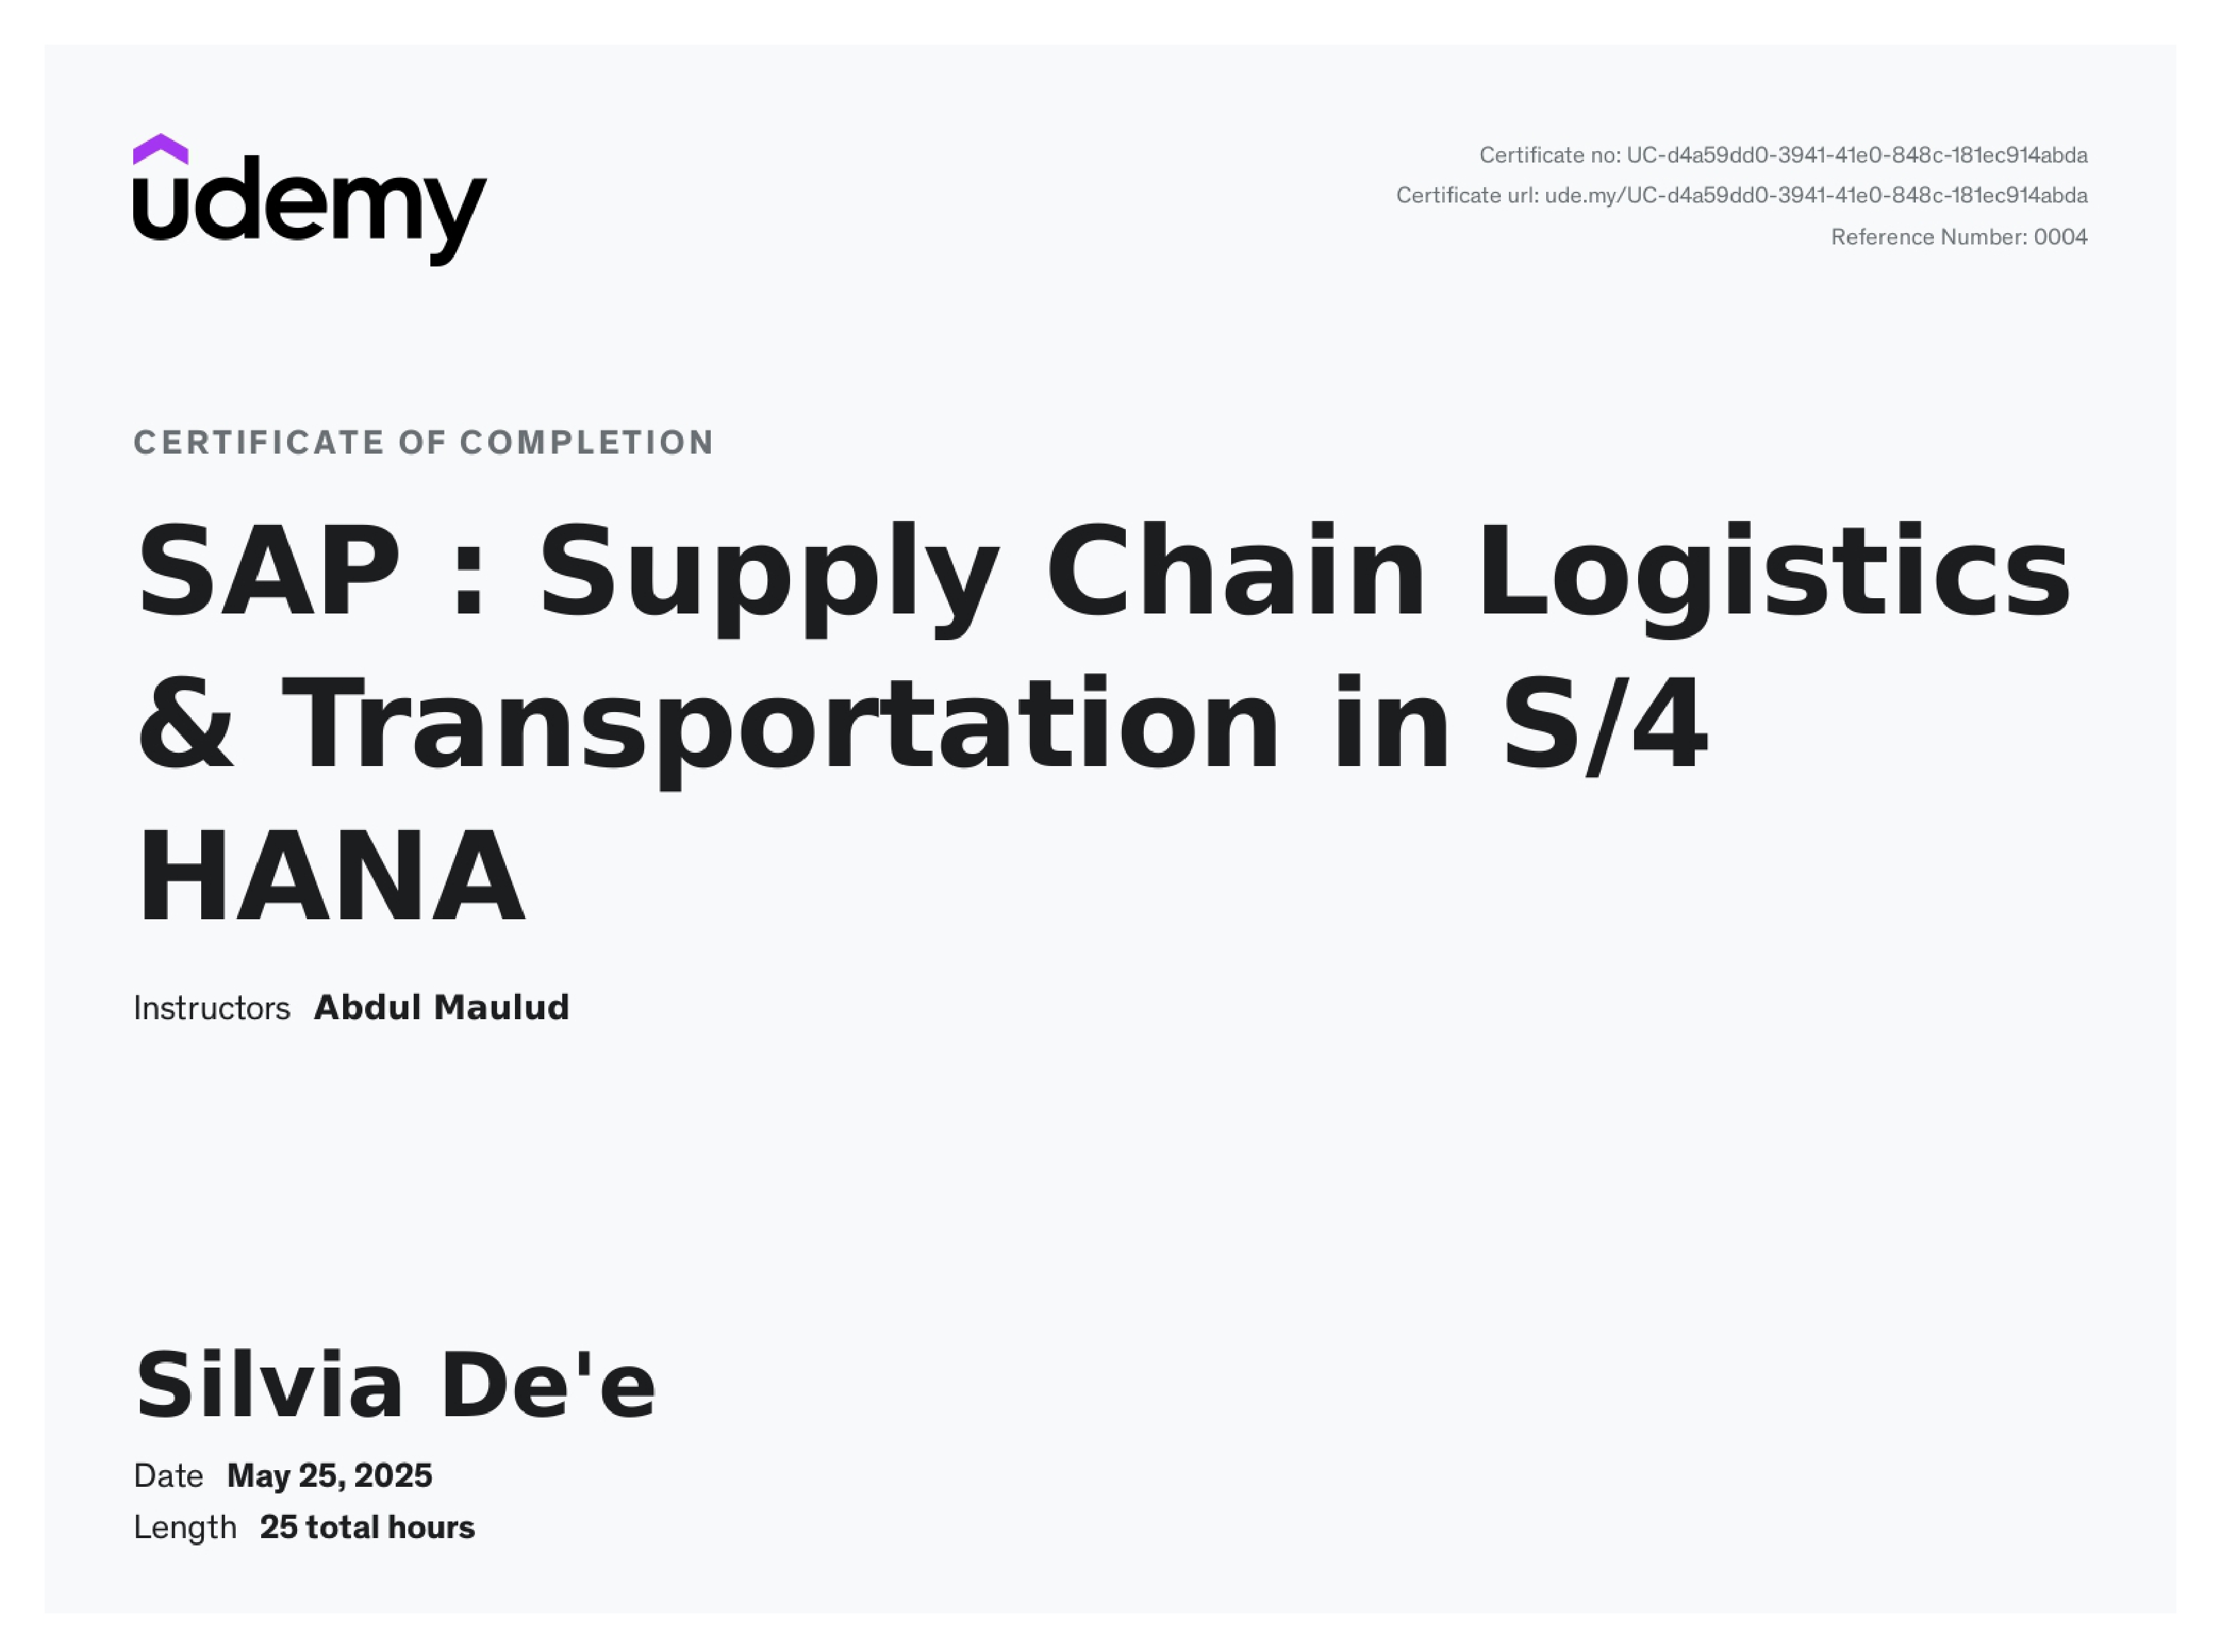 udemy
Certificate no: UC-d4a59dd0-3941-41e0-848c-181ec914abda
Certificate url: ude.my/UC-d4a59dd0-3941-41e0-848c-181ec914abda
Reference Number: 0004
CERTIFICATE OF COMPLETION
SAP : Supply Chain Logistics
& Transportation in S/4
HANA
Instructors Abdul Maulud
Silvia De'e
Date May 25, 2025
Length 25 total hours